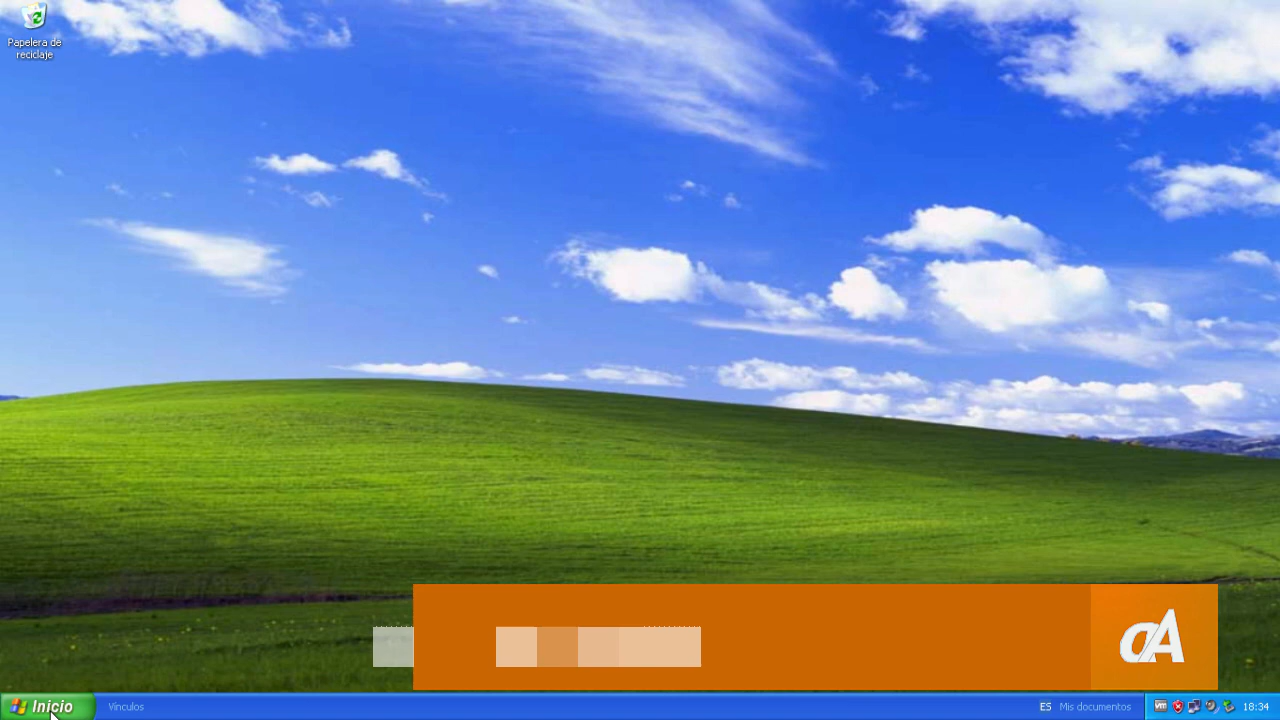 Papelera de
reciclaje
Inicio
Vínculos
ES
Mis documentos
18:34